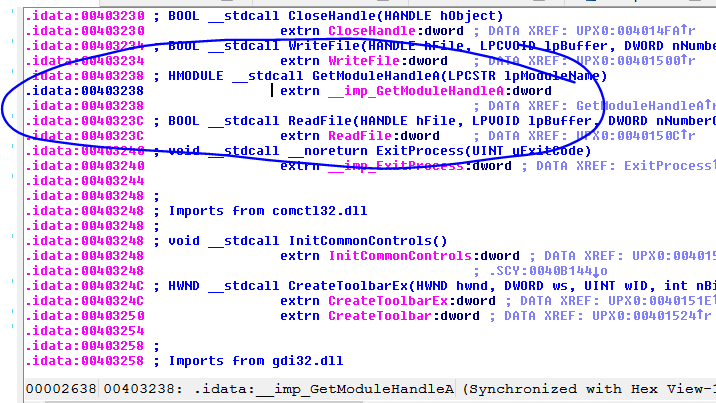 .idata:00403230 ; BOOL __stdcall CloseHandle(HANDLE hObject)
.idata:00403230 extrn CloseHandle:dword ; DATA XREF: UPX0:004014FA↑r
.idata:00403234 ; BOOL __stdcall WriteFile(HANDLE hFile, LPCVOID lpBuffer, DWORD nNumbe
.idata:00403234 extrn WriteFile:dword ; DATA XREF: UPX0:00401500↑r
.idata:00403238 ; HMODULE __stdcall GetModuleHandleA(LPCSTR lpModuleName)
.idata:00403238 extrn __imp_GetModuleHandleA:dword
.idata:00403238 ; DATA XREF: GetModuleHandleA↑r
.idata:0040323C ; BOOL __stdcall ReadFile(HANDLE hFile, LPVOID lpBuffer, DWORD nNumberO
.idata:0040323C extrn ReadFile:dword ; DATA XREF: UPX0:0040150C↑r
.idata:00403240 ; void __stdcall __noreturn ExitProcess(UINT uExitCode)
.idata:00403240 extrn __imp_ExitProcess:dword ; DATA XREF: ExitProcess↑
.idata:00403244
.idata:00403248 ;
.idata:00403248 ; Imports from comctl32.dll
.idata:00403248 ;
.idata:00403248 ; void __stdcall InitCommonControls()
.idata:00403248 extrn InitCommonControls:dword ; DATA XREF: UPX0:004015
.idata:00403248 ; .SCY:0040B144↓o
.idata:0040324C ; HWND __stdcall CreateToolbarEx(HWND hwnd, DWORD ws, UINT wID, int nBi
.idata:0040324C extrn CreateToolbarEx:dword ; DATA XREF: UPX0:0040151E↑
.idata:00403250 extrn CreateToolbar:dword ; DATA XREF: UPX0:00401524↑r
.idata:00403254
.idata:00403258 ;
.idata:00403258 ; Imports from gdi32.dll
00002638 00403238: .idata:__imp_GetModuleHandleA (Synchronized with Hex View-1